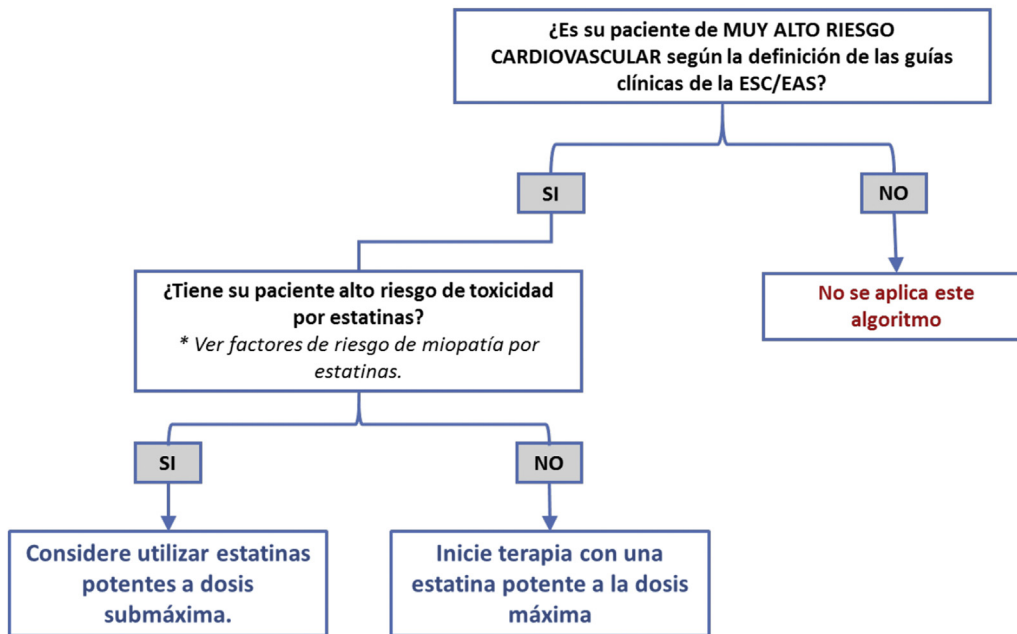 ¿Es su paciente de MUY ALTO RIESGO
CARDIOVASCULAR según la definición de las guías
clínicas de la ESC/EAS?
SI
NO
¿Tiene su paciente alto riesgo de toxicidad
por estatinas?
* Ver factores de riesgo de miopatía por
estatinas.
No se aplica este
algoritmo
SI
NO
Considere utilizar estatinas
potentes a dosis
submáxima.
Inicie terapia con una
estatina potente a la dosis
máxima